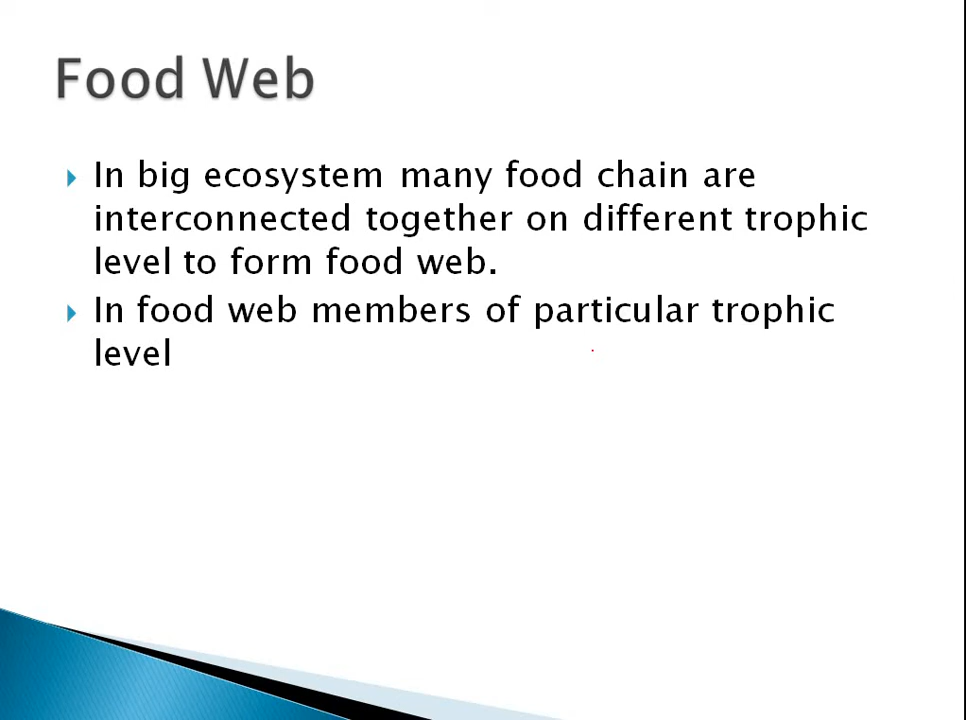 Food Web
In big ecosystem many food chain are
interconnected together on different trophic
level to form food web.
In food web members of particular trophic
level